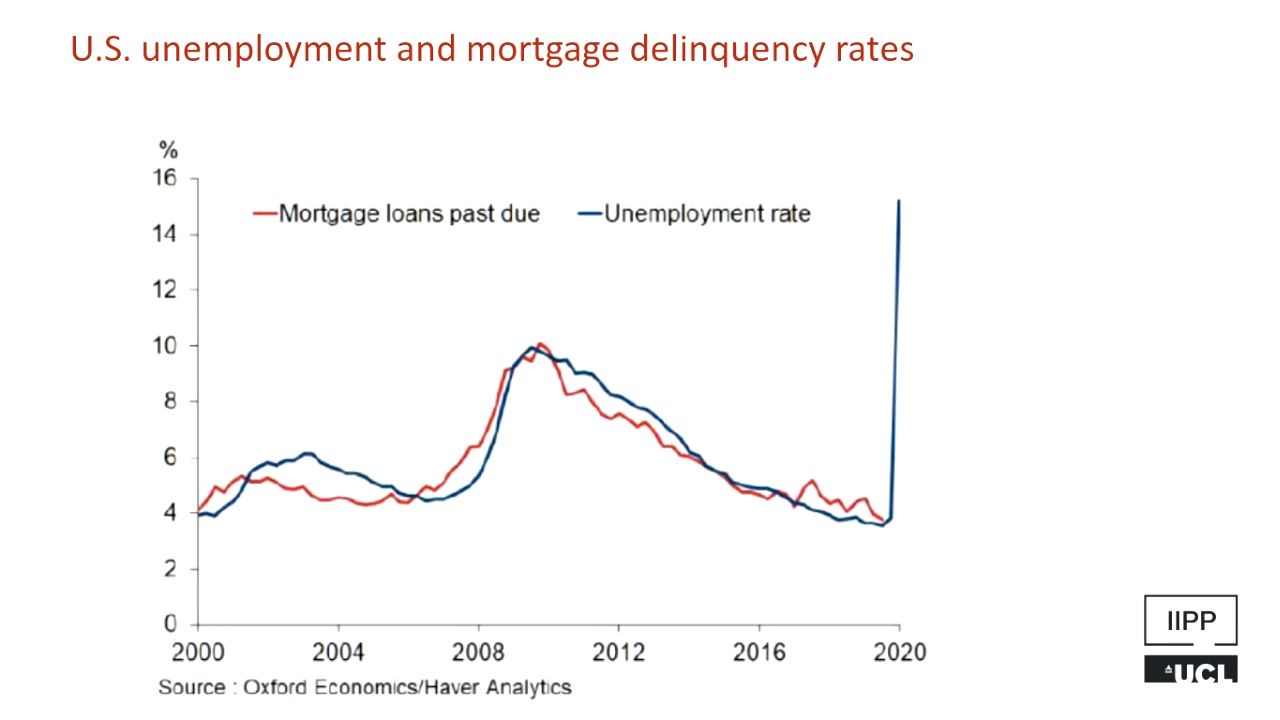 U.S. unemployment and mortgage delinquency rates
%
16
Mortgage loans past due
Unemployment rate
14
12
10
8
6
4
2
0
2000 2004 2008 2012 2016 2020
Source : Oxford Economics/Haver Analytics
IIPP
UCL